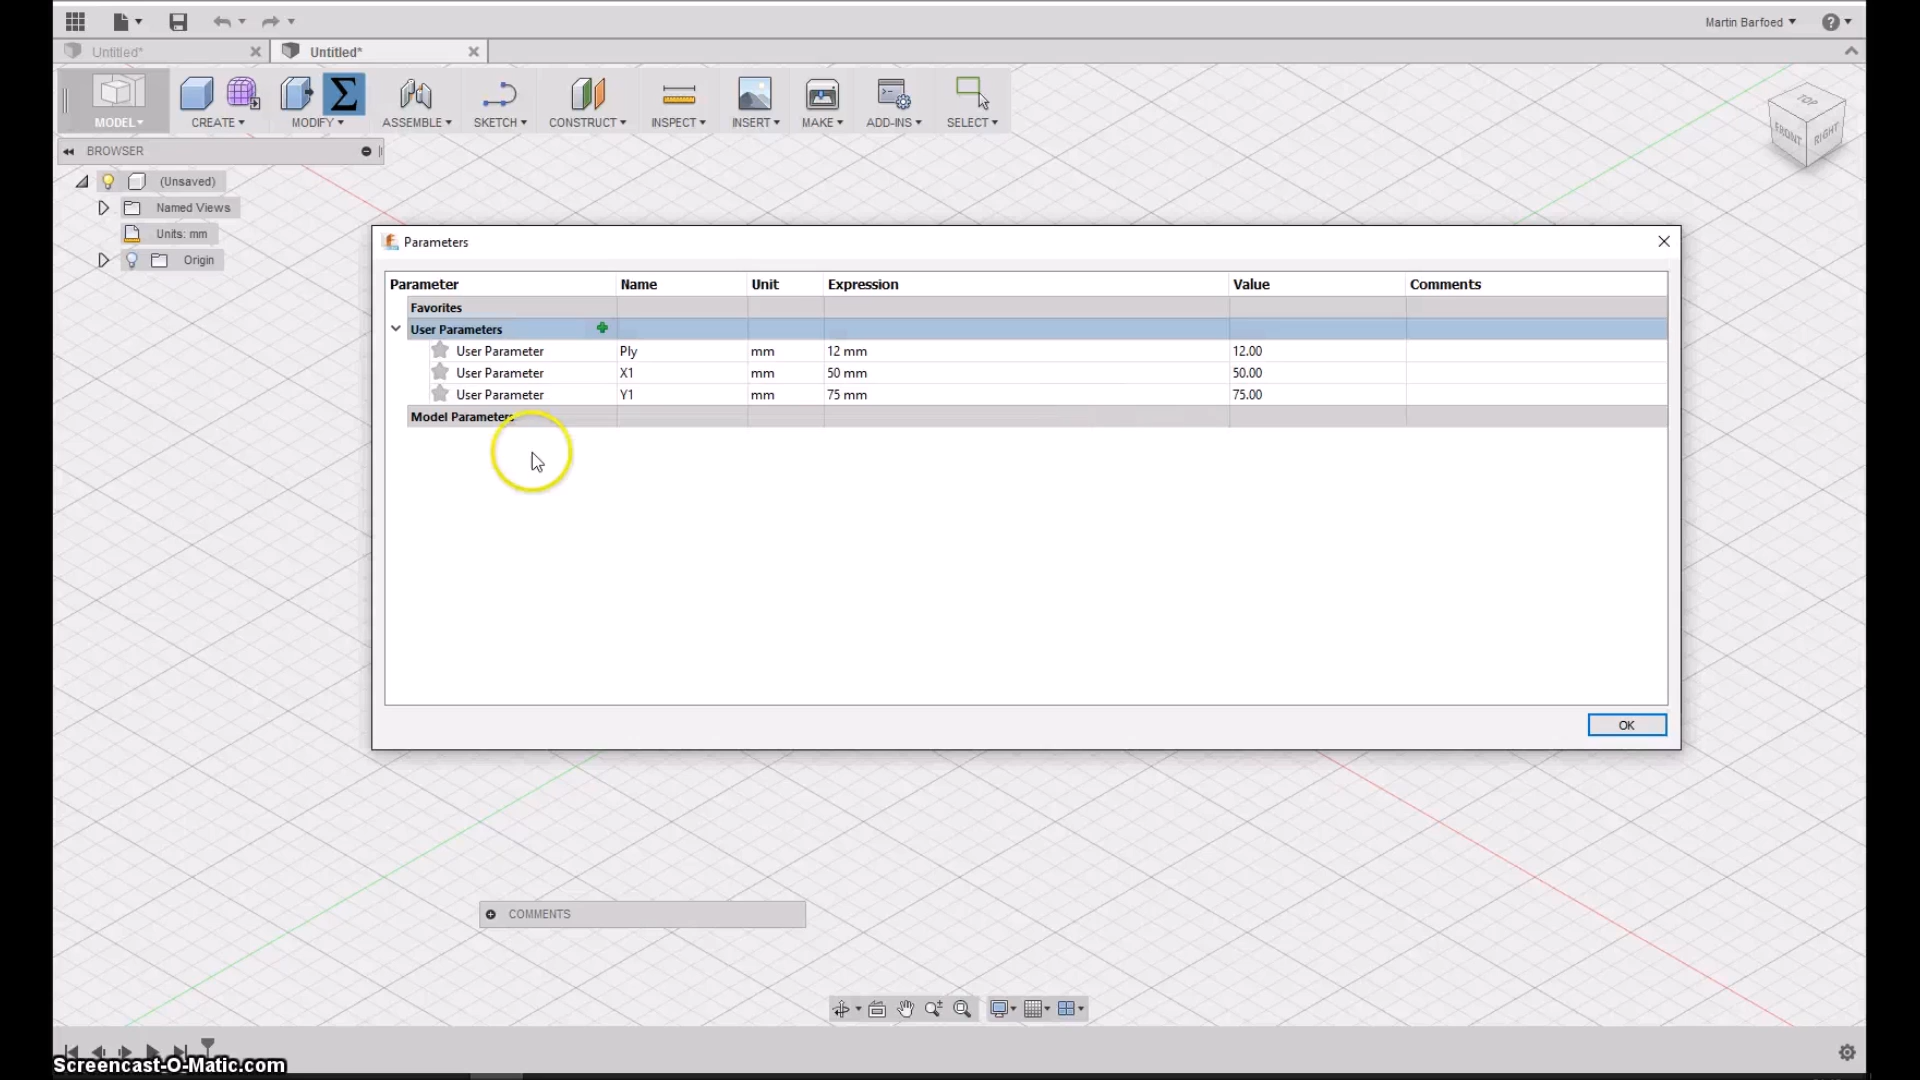 Martin Barfoed
Untitled*
Untitled*
MODEL
CREATE
MODIFY
ASSEMBLE
SKETCH
CONSTRUCT
INSPECT
INSERT
MAKE
ADD-INS
SELECT
TOP
FRONT
RIGHT
BROWSER
(Unsaved)
Named Views
Units: mm
Origin
Parameters
Parameter Name Unit Expression Value Comments
Favorites
User Parameters
User Parameter Ply mm 12 mm 12.00
User Parameter X1 mm 50 mm 50.00
User Parameter Y1 mm 75 mm 75.00
Model Parameters
OK
COMMENTS
Screencast-O-Matic.com